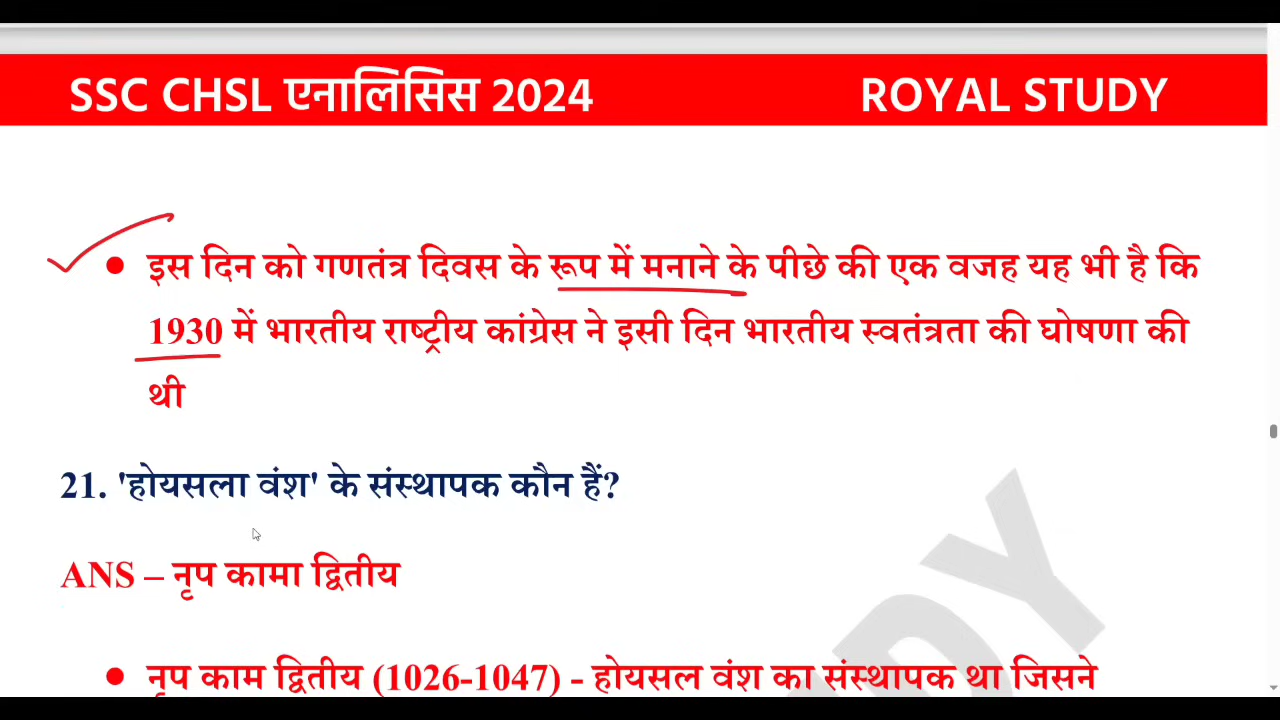 SSC CHSL एनालिसिस 2024 ROYAL STUDY
• इस दिन को गणतंत्र दिवस के रूप में मनाने के पीछे की एक वजह यह भी है कि
1930 में भारतीय राष्ट्रीय कांग्रेस ने इसी दिन भारतीय स्वतंत्रता की घोषणा की
थी
21. 'होयसला वंश' के संस्थापक कौन हैं?
ANS – नृप कामा द्वितीय
• नृप काम द्वितीय (1026-1047) - होयसल वंश का संस्थापक था जिसने